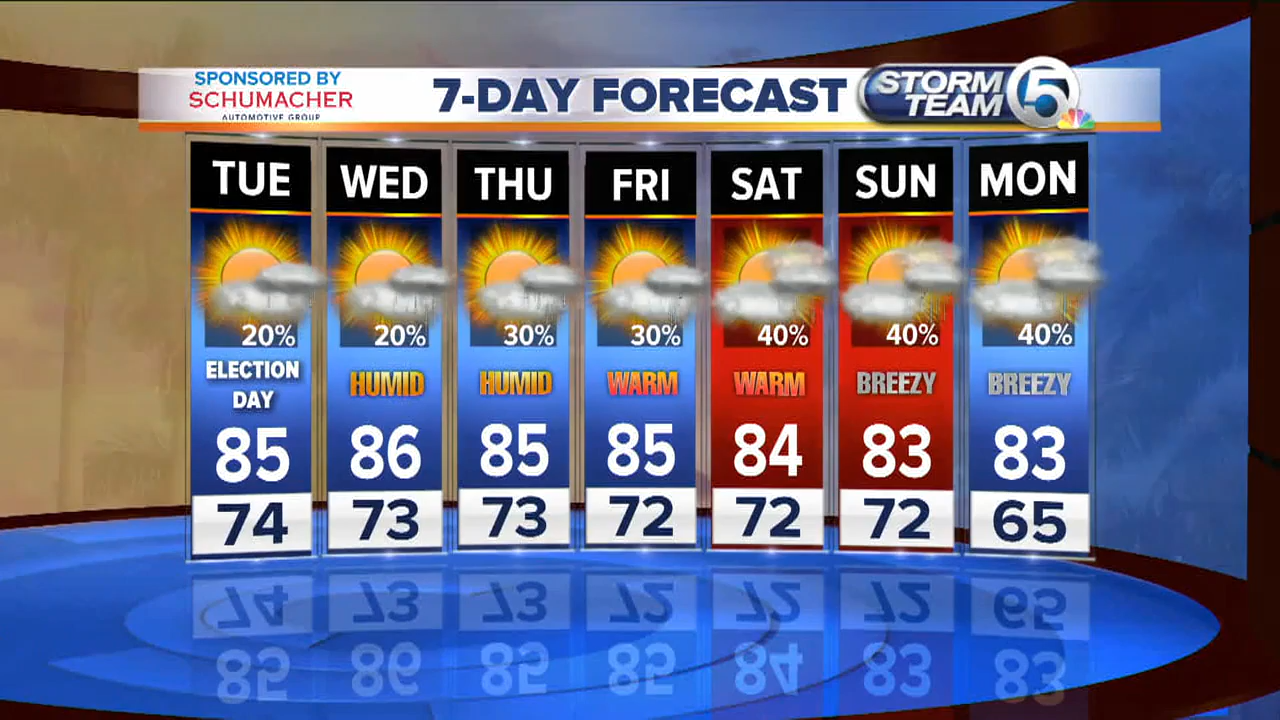 SPONSORED BY
SCHUMACHER
AUTOMOTIVE GROUP
7-DAY FORECAST
STORM
TEAM
5
TUE WED THU FRI SAT SUN MON
20% 20% 30% 30% 40% 40% 40%
ELECTION
DAY
HUMID HUMID WARM WARM BREEZY BREEZY
85 86 85 85 84 83 83
74 73 73 72 72 72 65